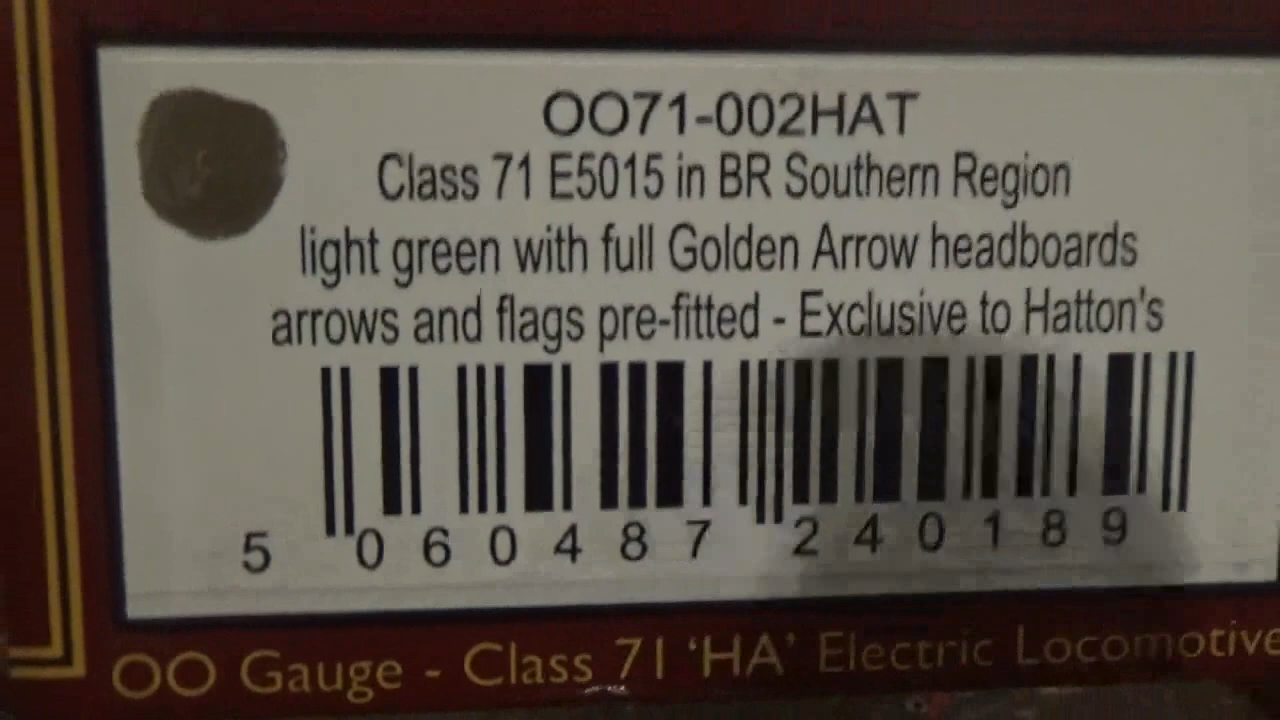 OO71-002HAT
Class 71 E5015 in BR Southern Region
light green with full Golden Arrow headboards
arrows and flags pre-fitted - Exclusive to Hatton's
5 060487 240189
OO Gauge - Class 71 ‘HA’ Electric Locomotive